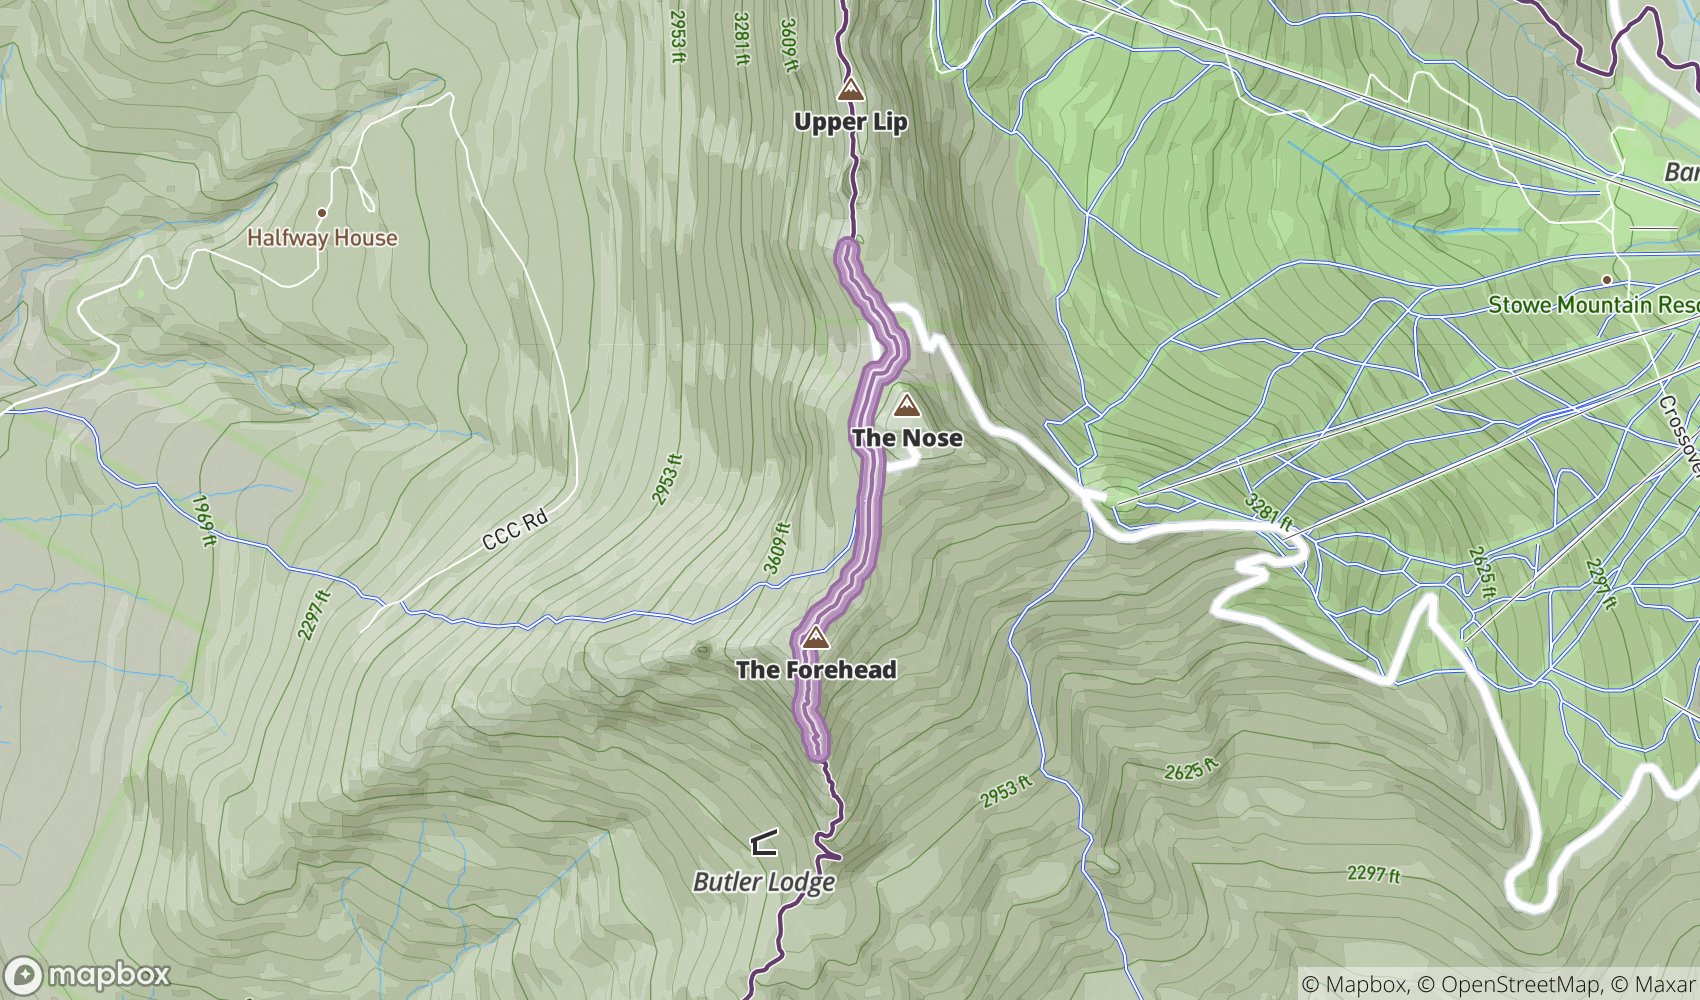 2953 ft
3281 ft
3609 ft
Upper Lip
Bar
Halfway House
Stowe Mountain Reso
Crossover
The Nose
2953 ft
1969 ft
CCC Rd
3609 ft
3281 ft
2625 ft
2297 ft
2297 ft
The Forehead
2625 ft
2953 ft
2297 ft
Butler Lodge
mapbox
© Mapbox, © OpenStreetMap, © Maxar